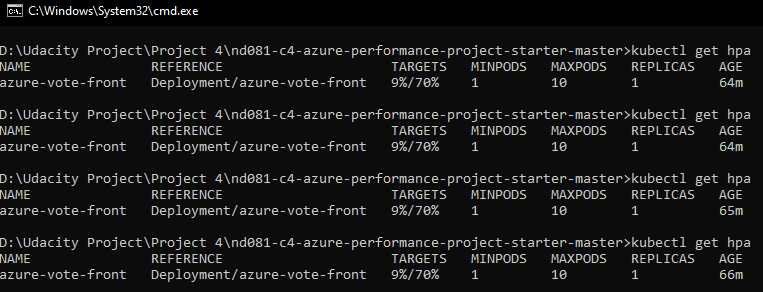 C:\Windows\System32\cmd.exe
D:\Udacity Project\Project 4\nd081-c4-azure-performance-project-starter-master>kubectl get hpa
NAME REFERENCE TARGETS MINPODS MAXPODS REPLICAS AGE
azure-vote-front Deployment/azure-vote-front 9%/70% 1 10 1 64m
D:\Udacity Project\Project 4\nd081-c4-azure-performance-project-starter-master>kubectl get hpa
NAME REFERENCE TARGETS MINPODS MAXPODS REPLICAS AGE
azure-vote-front Deployment/azure-vote-front 9%/70% 1 10 1 64m
D:\Udacity Project\Project 4\nd081-c4-azure-performance-project-starter-master>kubectl get hpa
NAME REFERENCE TARGETS MINPODS MAXPODS REPLICAS AGE
azure-vote-front Deployment/azure-vote-front 9%/70% 1 10 1 65m
D:\Udacity Project\Project 4\nd081-c4-azure-performance-project-starter-master>kubectl get hpa
NAME REFERENCE TARGETS MINPODS MAXPODS REPLICAS AGE
azure-vote-front Deployment/azure-vote-front 9%/70% 1 10 1 66m